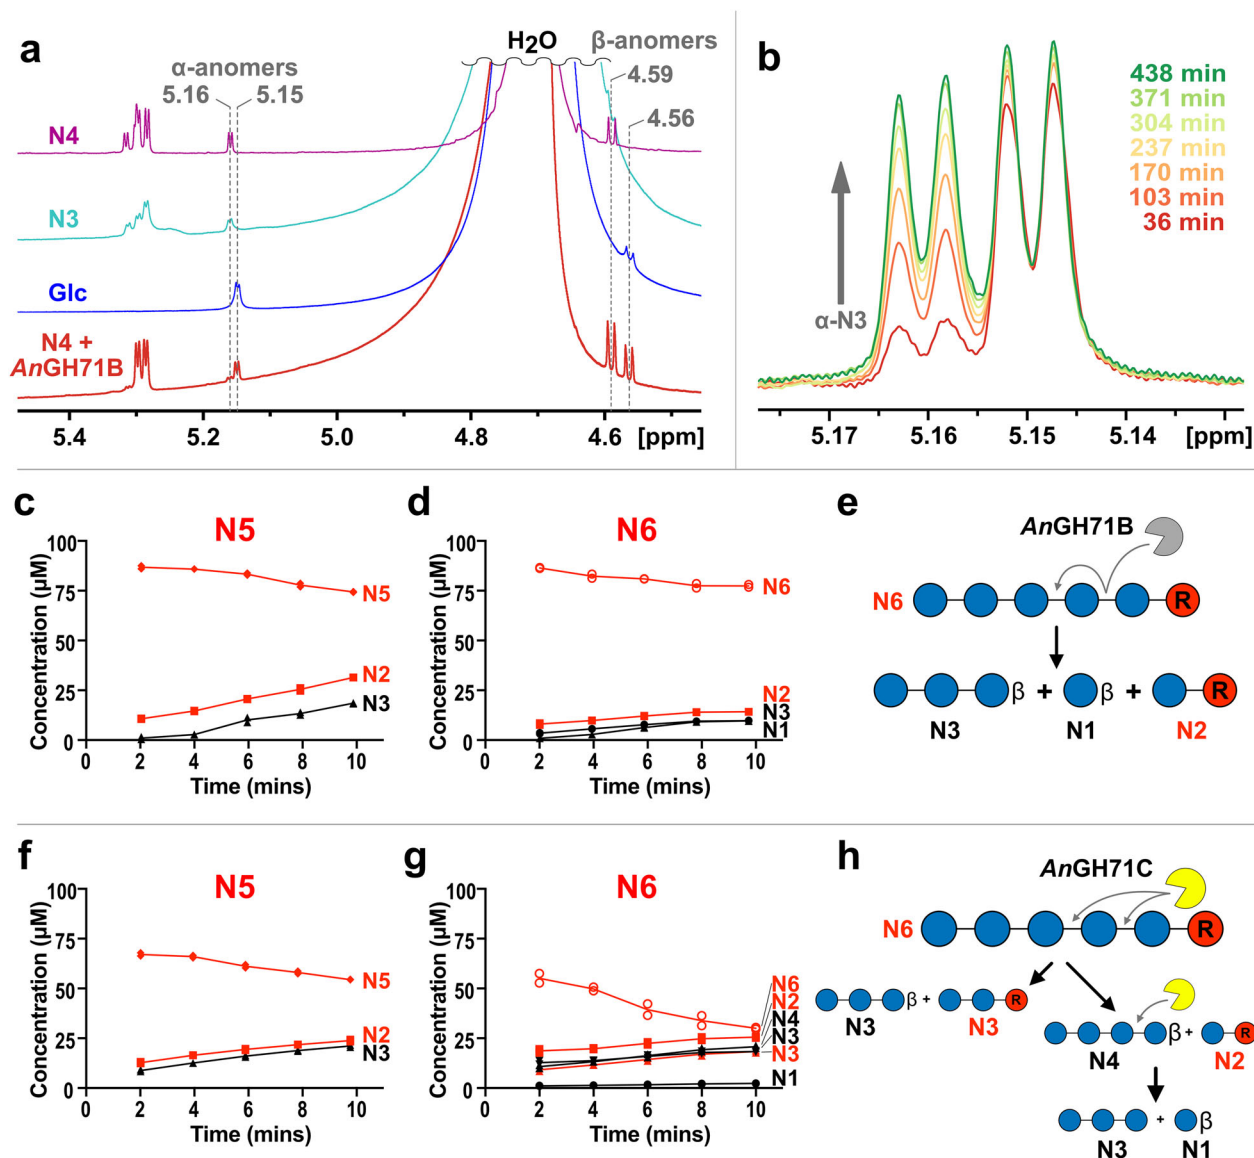 a
H2O
α-anomers
5.16
5.15
β-anomers
4.59
4.56
N4
N3
Glc
N4 +
AnGH71B
5.4
5.2
5.0
4.8
4.6
[ppm]
b
438 min
371 min
304 min
237 min
170 min
103 min
36 min
α-N3
5.17
5.16
5.15
5.14
[ppm]
c
N5
Concentration (µM)
100
75
50
25
0
N5
N2
N3
0
2
4
6
8
10
Time (mins)
d
N6
Concentration (µM)
100
75
50
25
0
N6
N2
N3
N1
0
2
4
6
8
10
Time (mins)
e
AnGH71B
N6
R
β + β + R
N3
N1
N2
f
N5
Concentration (µM)
100
75
50
25
0
N5
N2
N3
0
2
4
6
8
10
Time (mins)
g
N6
Concentration (µM)
100
75
50
25
0
N6
N2
N4
N3
N3
N1
0
2
4
6
8
10
Time (mins)
h
AnGH71C
N6
R
β + R
N3
N3
β + R
N4
N2
+ β
N3
N1